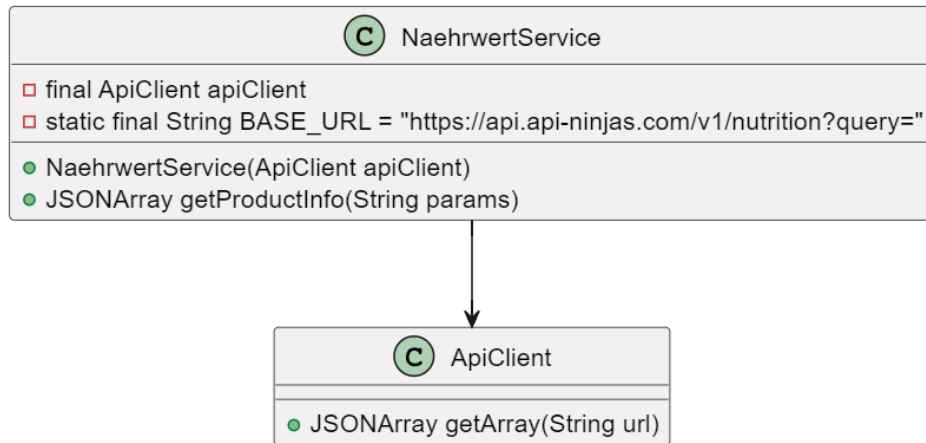 C NaehrwertService
final ApiClient apiClient
static final String BASE_URL = "https://api.api-ninjas.com/v1/nutrition?query="
NaehrwertService(ApiClient apiClient)
JSONArray getProductInfo(String params)
C ApiClient
JSONArray getArray(String url)